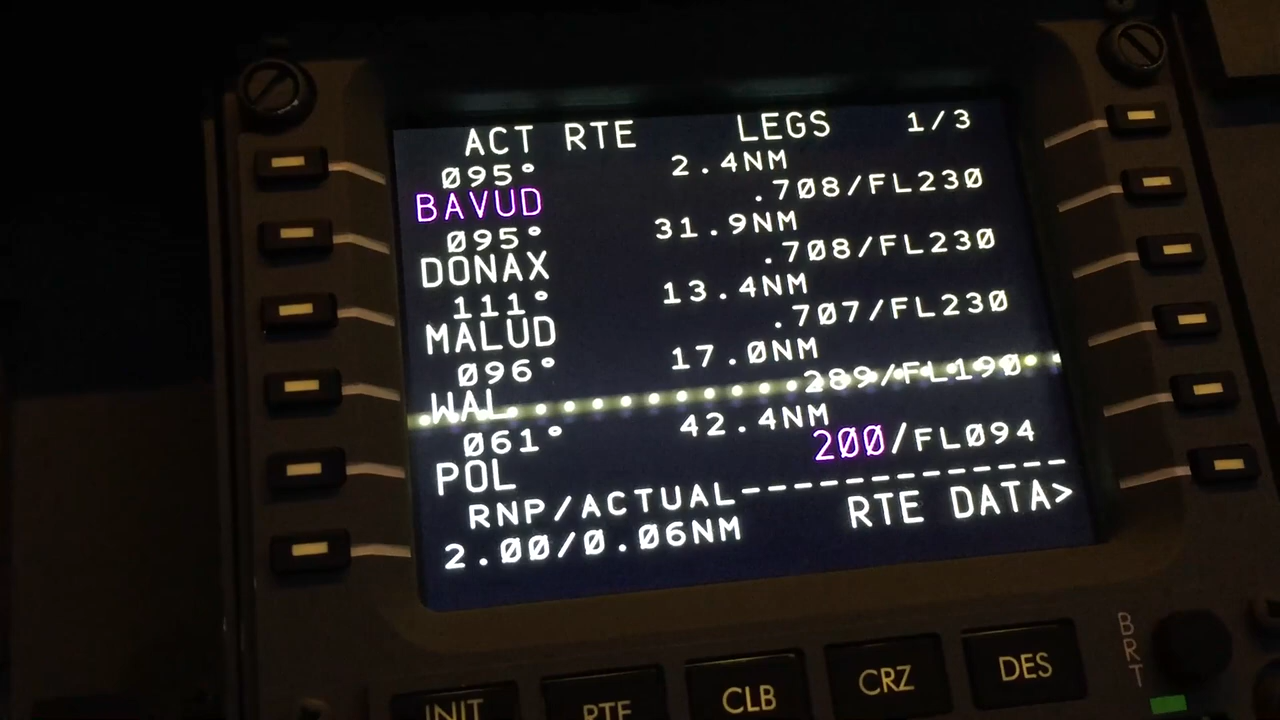 ACT RTE LEGS 1/3
095° 2.4NM
BAVUD .708/FL230
095° 31.9NM
DONAX .708/FL230
111° 13.4NM
MALUD .707/FL230
096° 17.0NM
WAL 289/FL190
061° 42.4NM
POL 200/FL094
RNP/ACTUAL-------------
2.00/0.06NM RTE DATA>
INIT RTE CLB CRZ DES
BRT